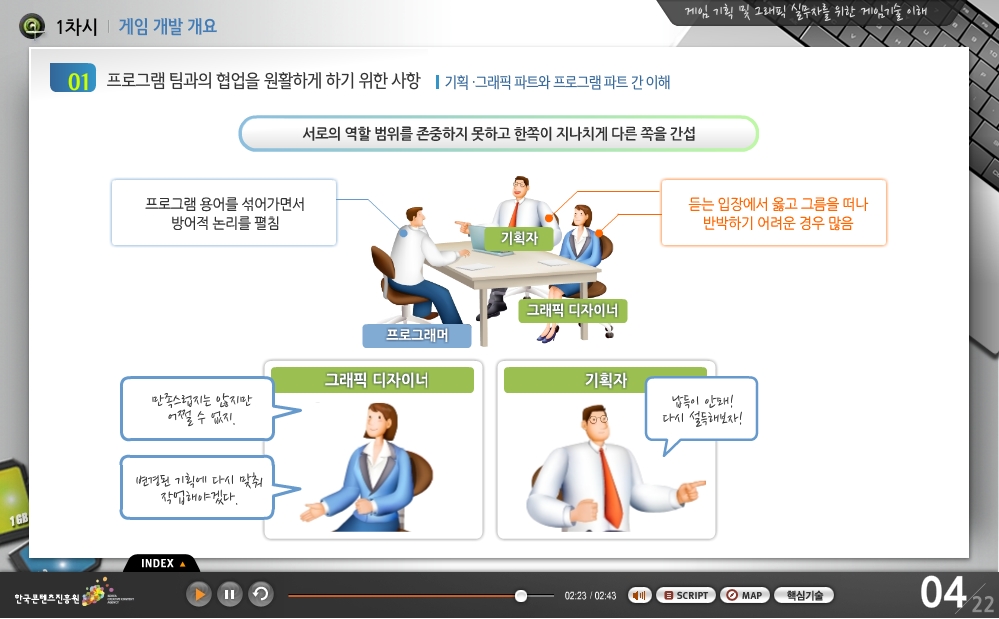 게임 기획 및 그래픽 실무자를 위한 게임기술 이해
1차시
게임 개발 개요
01
프로그램 팀과의 협업을 원활하게 하기 위한 사항
기획·그래픽 파트와 프로그램 파트 간 이해
서로의 역할 범위를 존중하지 못하고 한쪽이 지나치게 다른 쪽을 간섭
프로그램 용어를 섞어가면서
방어적 논리를 펼침
듣는 입장에서 옳고 그름을 떠나
반박하기 어려운 경우 많음
기획자
그래픽 디자이너
프로그래머
그래픽 디자이너
만족스럽지는 않지만
어쩔 수 없지.
변경된 기획에 다시 맞춰
작업해야겠다.
기획자
납득이 안돼!
다시 설득해보자!
1GB
INDEX
한국콘텐츠진흥원
02:23 / 02:43
SCRIPT
MAP
핵심기술
04
22